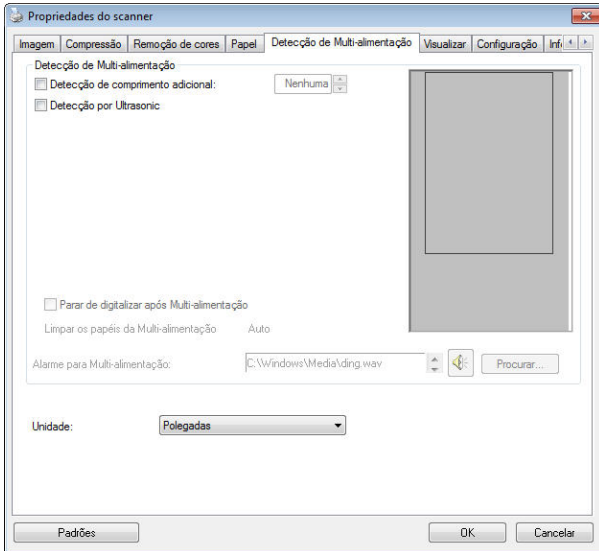 Propriedades do scanner
Imagem Compressão Remoção de cores Papel Detecção de Multi-alimentação Visualizar Configuração
Detecção de Multi-alimentação
Detecção de comprimento adicional: Nenhuma
Detecção por Ultrasonic
Parar de digitalizar após Multi-alimentação
Limpar os papéis da Multi-alimentação Auto
Alarme para Multi-alimentação: C:\Windows\Media\ding.wav Procurar...
Unidade: Polegadas
Padrões OK Cancelar